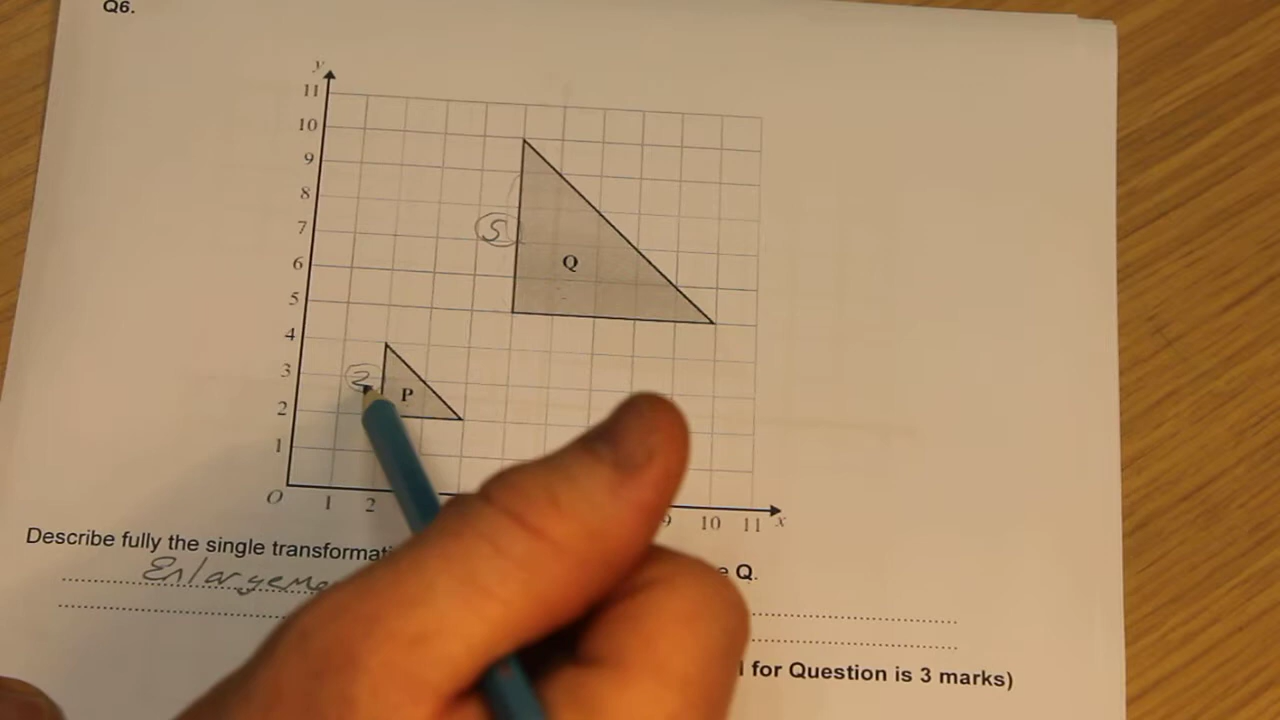 Q6.
y
11
10
9
8
7
6
5
4
3
2
1
O
1 2 9 10 11 x
5
Q
2
P
Describe fully the single transformati
e Q.
Enlargeme
for Question is 3 marks)